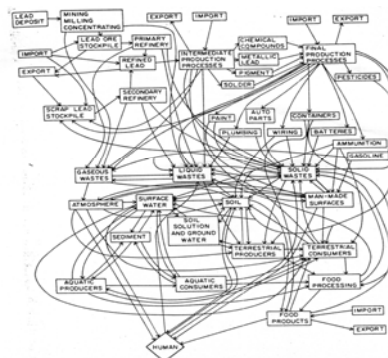 LEAD DEPOSIT
MINING
MILLING
CONCENTRATING
EXPORT
IMPORT
IMPORT
EXPORT
LEAD ORE
STOCKPILE
PRIMARY
REFINERY
CHEMICAL
COMPOUNDS
FINAL
PRODUCTION
PROCESSES
IMPORT
INTERMEDIATE
PRODUCTION
PROCESSES
METALLIC
LEAD
REFINED
LEAD
EXPORT
PIGMENT
PESTICIDES
SOLDER
SCRAP LEAD
STOCKPILE
SECONDARY
REFINERY
PAINT
AUTO
PARTS
CONTAINERS
PLUMBING
WIRING
BATTERIES
AMMUNITION
GASOLINE
GASEOUS
WASTES
LIQUID
WASTES
SOLID
WASTES
ATMOSPHERE
SURFACE
WATER
SOIL
MAN-MADE
SURFACES
SOIL
SOLUTION
AND GROUND
WATER
SEDIMENT
TERRESTRIAL
PRODUCERS
TERRESTRIAL
CONSUMERS
AQUATIC
PRODUCERS
AQUATIC
CONSUMERS
FOOD
PROCESSING
FOOD
PRODUCTS
IMPORT
EXPORT
HUMAN